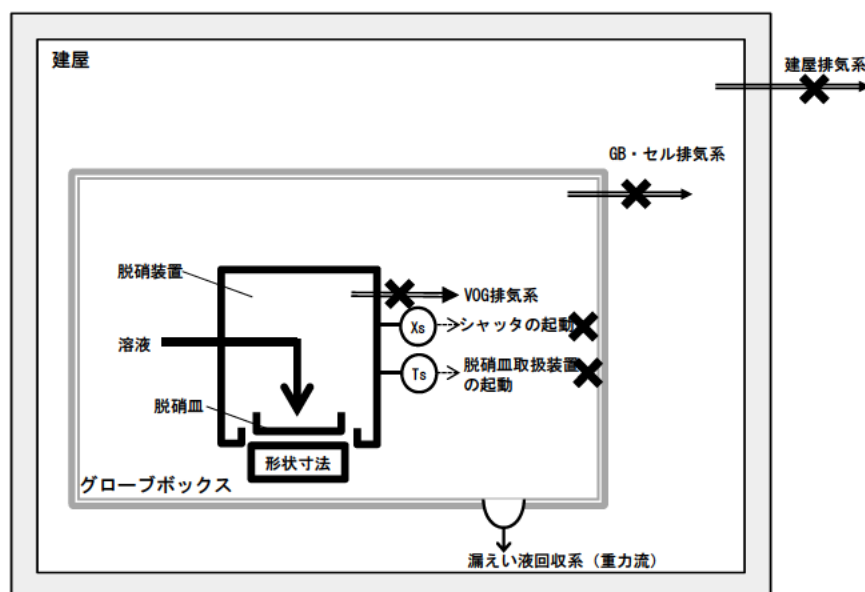 建屋
建屋排気系
GB・セル排気系
脱硝装置
VOG排気系
Xs
シャッタの起動
溶液
Ts
脱硝皿取扱装置
の起動
脱硝皿
形状寸法
グローブボックス
漏えい液回収系（重力流）